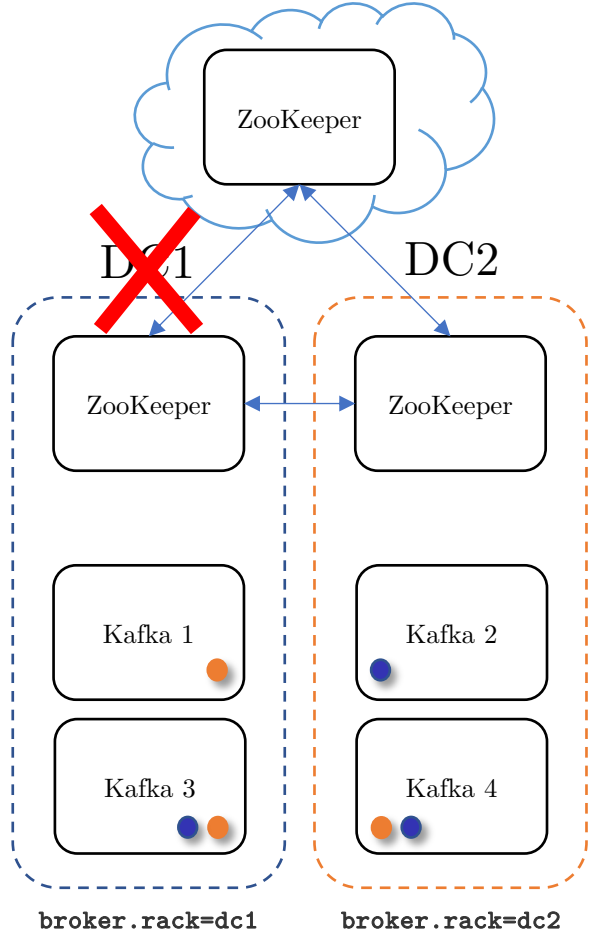 ZooKeeper
DC1
DC2
ZooKeeper
ZooKeeper
Kafka 1
Kafka 2
Kafka 3
Kafka 4
broker.rack=dc1
broker.rack=dc2